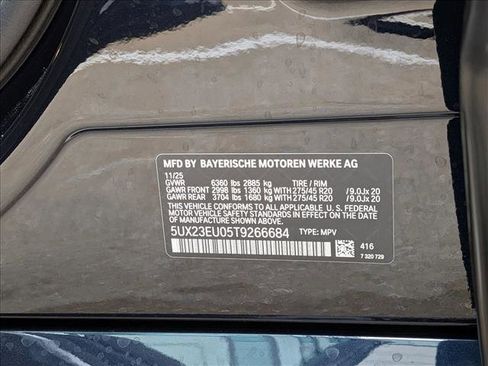 MFD BY BAYERISCHE MOTOREN WERKE AG
11/25
GVWR 6360 lbs 2885 kg TIRE / RIM
GAWR FRONT 2998 lbs 1360 kg WITH 275/45 R20 / 9.0Jx 20
GAWR REAR 3704 lbs 1680 kg WITH 275/45 R20 / 9.0Jx 20
THIS VEHICLE CONFORMS TO ALL APPLICABLE U. S. FEDERAL
MOTOR VEHICLE SAFETY STANDARDS IN EFFECT ON THE DATE
OF MANUFACTURE SHOWN ABOVE.
5UX23EU05T9266684 TYPE: MPV
416
7 320 729